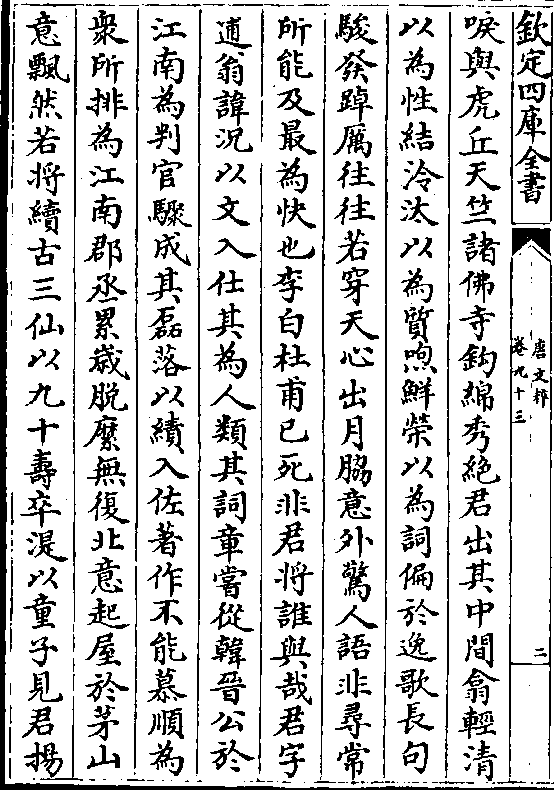 欽定四庫全書
唐文粹
卷九十三
二
唳與虎丘天竺諸佛寺鈎綿秀絶君出其中間翕輕清
以為性結泠汰以為質呴鮮榮以為詞偏於逸歌長句
駿發踔厲往往若穿天心出月脇意外驚人語非尋常
所能及最為快也李白杜甫已死非君將誰與哉君字
逋翁諱况以文入仕其為人類其詞章嘗從韓晉公於
江南為判官驟成其磊落以績入佐著作不能慕順為
衆所排為江南郡丞累歳脱縻無復北意起屋於茅山
意飄然若將續古三仙以九十壽卒湜以童子見君揚